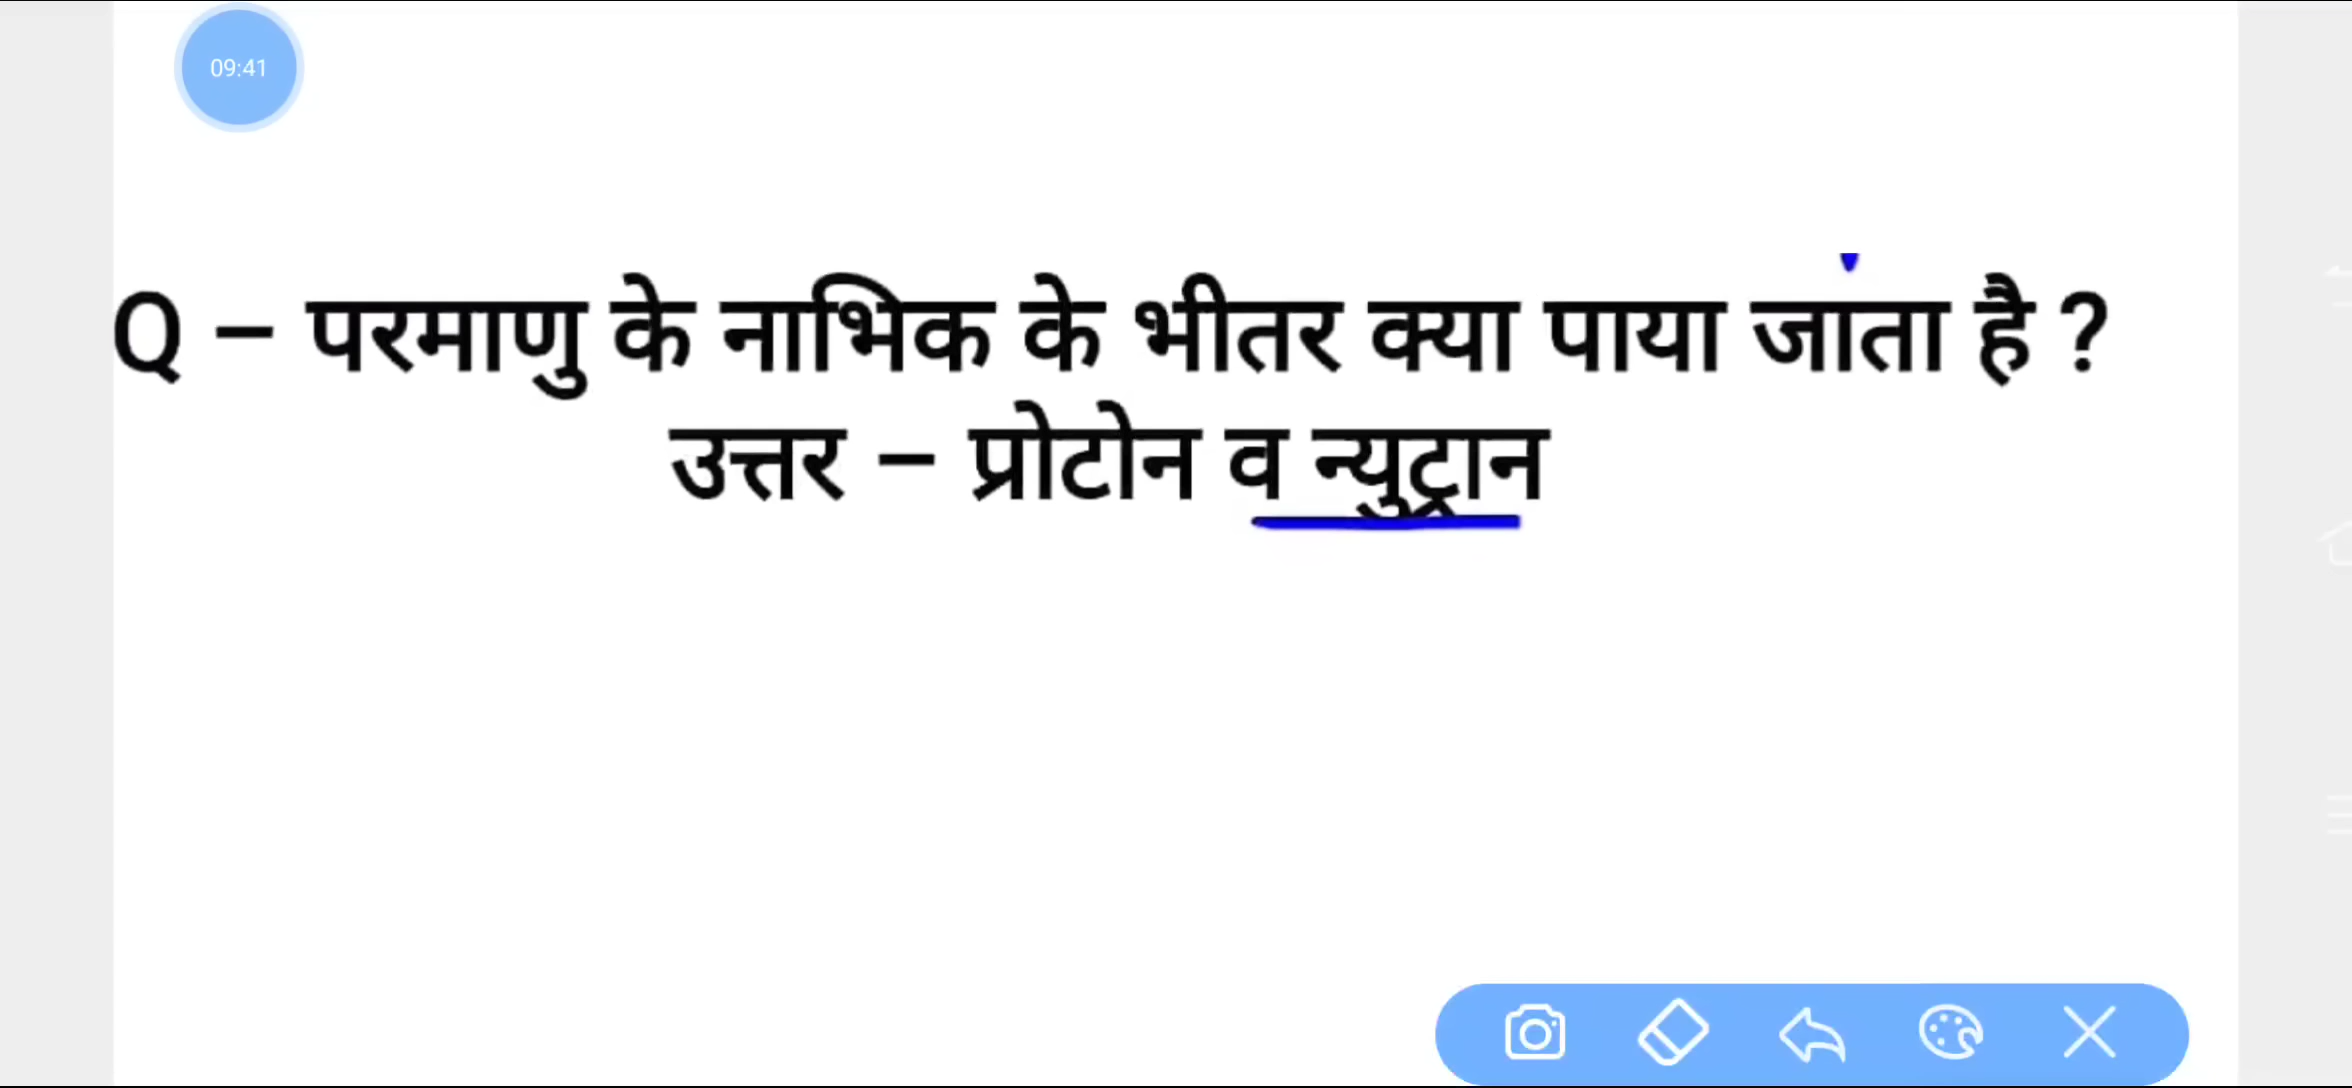 09:41
Q – परमाणु के नाभिक के भीतर क्या पाया जाता है ?
उत्तर – प्रोटोन व न्युट्रान